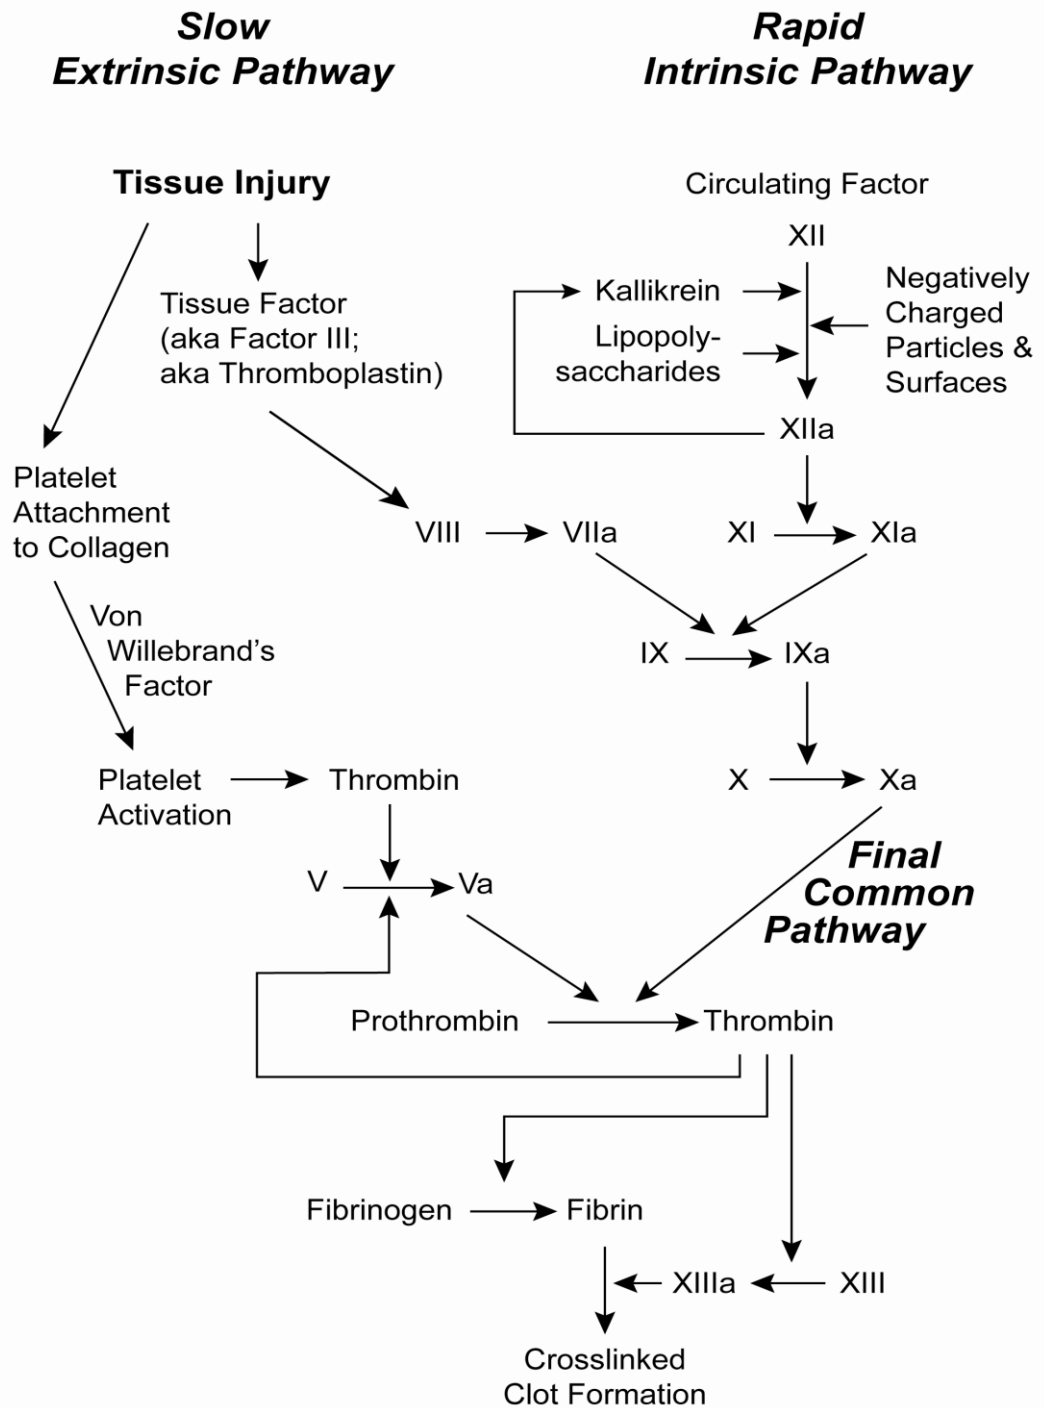 Slow
Extrinsic Pathway
Rapid
Intrinsic Pathway
Tissue Injury
Circulating Factor
XII
Tissue Factor
(aka Factor III;
aka Thromboplastin)
Kallikrein
Lipopoly-
saccharides
Negatively
Charged
Particles &
Surfaces
XIIa
Platelet
Attachment
to Collagen
VIII
VIIa
XI
XIa
Von
Willebrand's
Factor
IX
IXa
Platelet
Activation
Thrombin
X
Xa
Final
Common
Pathway
V
Va
Prothrombin
Thrombin
Fibrinogen
Fibrin
XIIIa
XIII
Crosslinked
Clot Formation